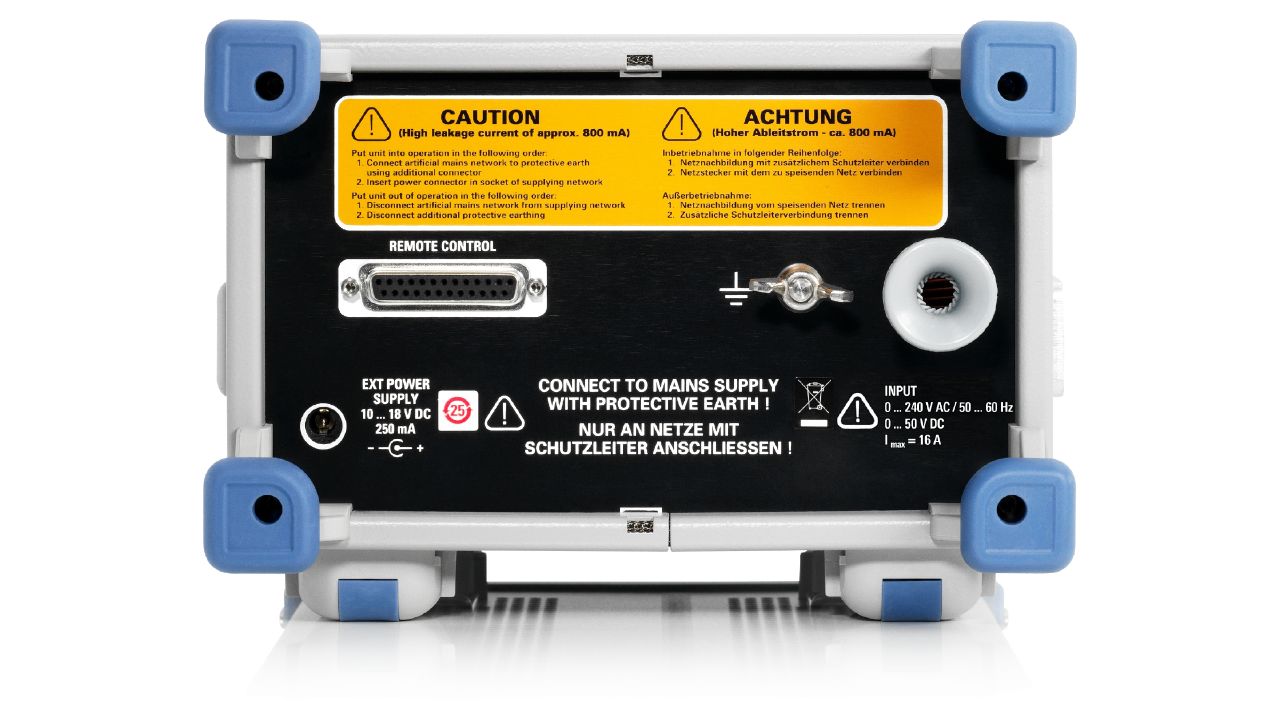 CAUTION
(High leakage current of approx. 800 mA)
Put unit into operation in the following order:
1. Connect artificial mains network to protective earth
using additional connector
2. Insert power connector in socket of supplying network
Put unit out of operation in the following order:
1. Disconnect artificial mains network from supplying network
2. Disconnect additional protective earthing
ACHTUNG
(Hoher Ableitstrom - ca. 800 mA)
Inbetriebnahme in folgender Reihenfolge:
1. Netznachbildung mit zusätzlichem Schutzleiter verbinden
2. Netzstecker mit dem zu speisenden Netz verbinden
Außerbetriebnahme:
1. Netznachbildung vom speisenden Netz trennen
2. Zusätzliche Schutzleiterverbindung trennen
REMOTE CONTROL
EXT POWER
SUPPLY
10 ... 18 V DC
250 mA
- +
25
CONNECT TO MAINS SUPPLY
WITH PROTECTIVE EARTH !
NUR AN NETZE MIT
SCHUTZLEITER ANSCHLIESSEN !
INPUT
0 ... 240 V AC / 50 ... 60 Hz
0 ... 50 V DC
I max = 16 A